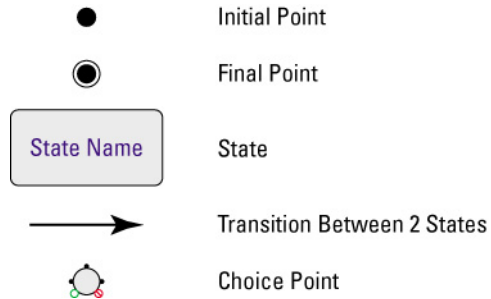 Initial Point
Final Point
State Name
State
Transition Between 2 States
Choice Point